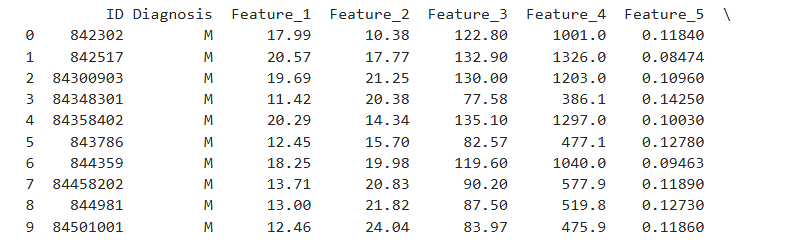 ID Diagnosis Feature_1 Feature_2 Feature_3 Feature_4 Feature_5 \
0 842302 M 17.99 10.38 122.80 1001.0 0.11840
1 842517 M 20.57 17.77 132.90 1326.0 0.08474
2 84300903 M 19.69 21.25 130.00 1203.0 0.10960
3 84348301 M 11.42 20.38 77.58 386.1 0.14250
4 84358402 M 20.29 14.34 135.10 1297.0 0.10030
5 843786 M 12.45 15.70 82.57 477.1 0.12780
6 844359 M 18.25 19.98 119.60 1040.0 0.09463
7 84458202 M 13.71 20.83 90.20 577.9 0.11890
8 844981 M 13.00 21.82 87.50 519.8 0.12730
9 84501001 M 12.46 24.04 83.97 475.9 0.11860